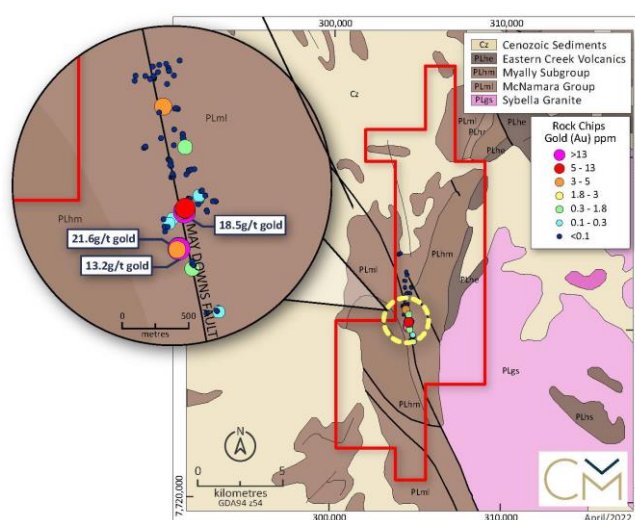 300,000
310,000
Cz Cenozoic Sediments
PLhe Eastern Creek Volcanics
PLhm Myally Subgroup
PLml McNamara Group
PLgs Sybella Granite
Rock Chips
Gold (Au) ppm
>13
5 - 13
3 - 5
1.8 - 3
0.3 - 1.8
0.1 - 0.3
<0.1
PLml
PLhm
18.5g/t gold
21.6g/t gold
13.2g/t gold
MAY DOWNS FAULT
0 500
metres
Cz
PLml
PLhe
PLhr
PLml
PLhm
PLhe
PLgs
PLhm
PLhs
PLml
N
0 5
kilometres
GDA94 z54
7,720,000
300,000
310,000
CM
April/2022